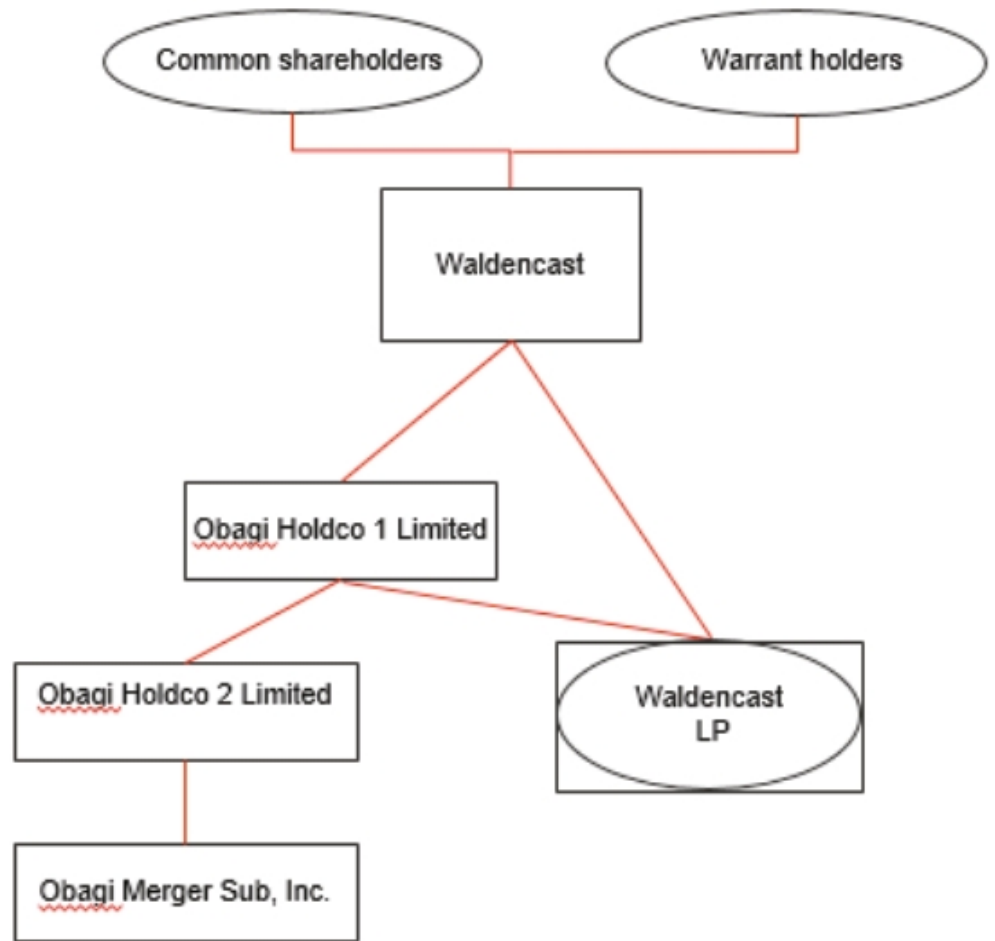 Common shareholders
Warrant holders
Waldencast
Obagi Holdco 1 Limited
Obagi Holdco 2 Limited
Waldencast
LP
Obagi Merger Sub, Inc.